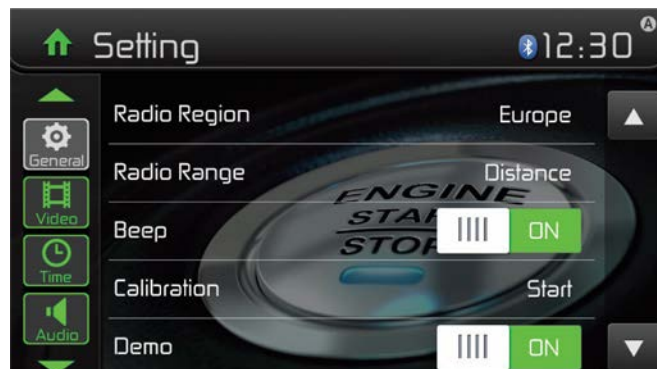 Setting 12:30 A
General
Video
Time
Audio
Radio Region Europe
Radio Range Distance
Beep ON
Calibration Start
Demo ON
ENGINE
START
STOP